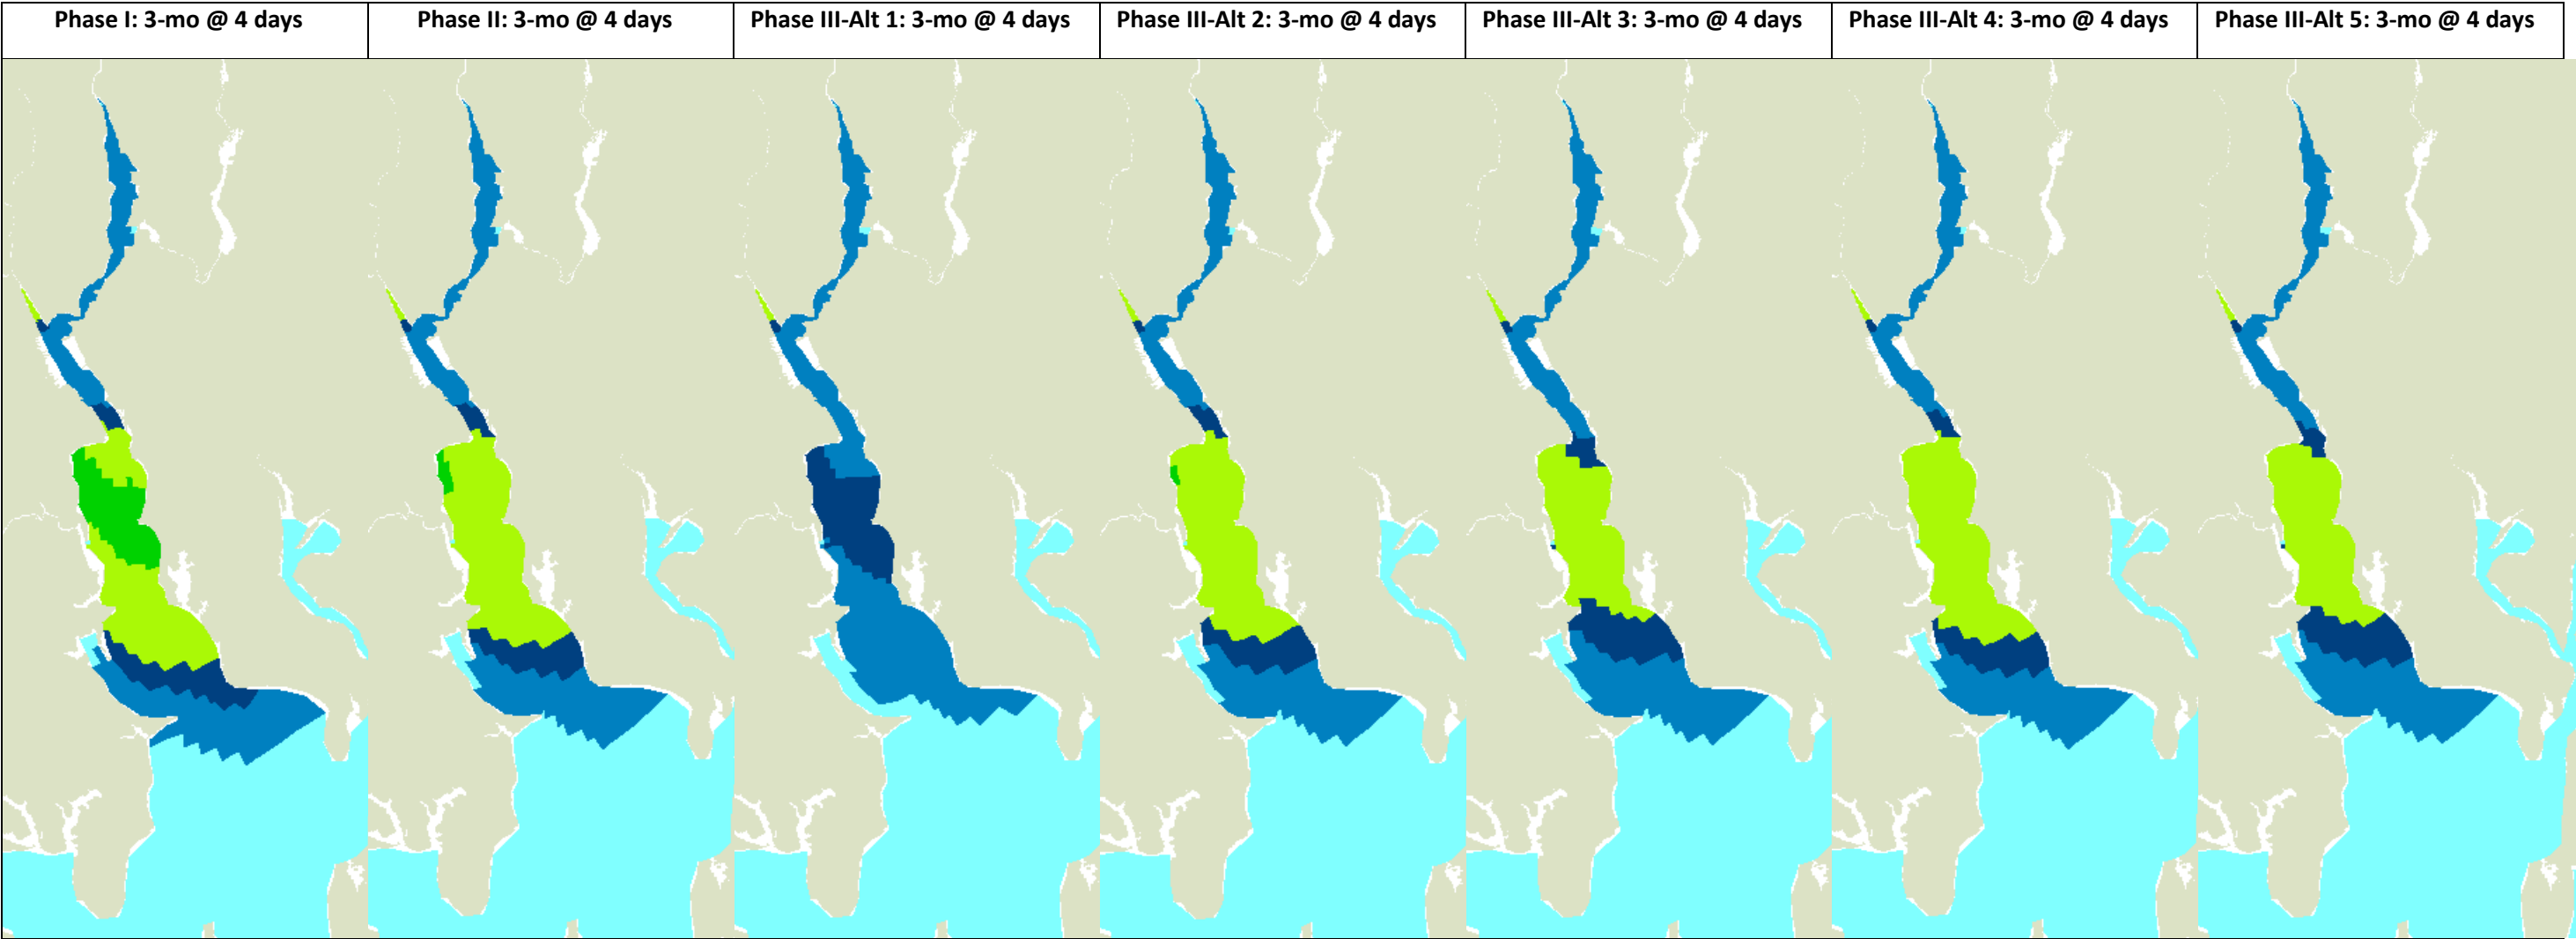 Phase I: 3-mo @ 4 days
Phase II: 3-mo @ 4 days
Phase III-Alt 1: 3-mo @ 4 days
Phase III-Alt 2: 3-mo @ 4 days
Phase III-Alt 3: 3-mo @ 4 days
Phase III-Alt 4: 3-mo @ 4 days
Phase III-Alt 5: 3-mo @ 4 days